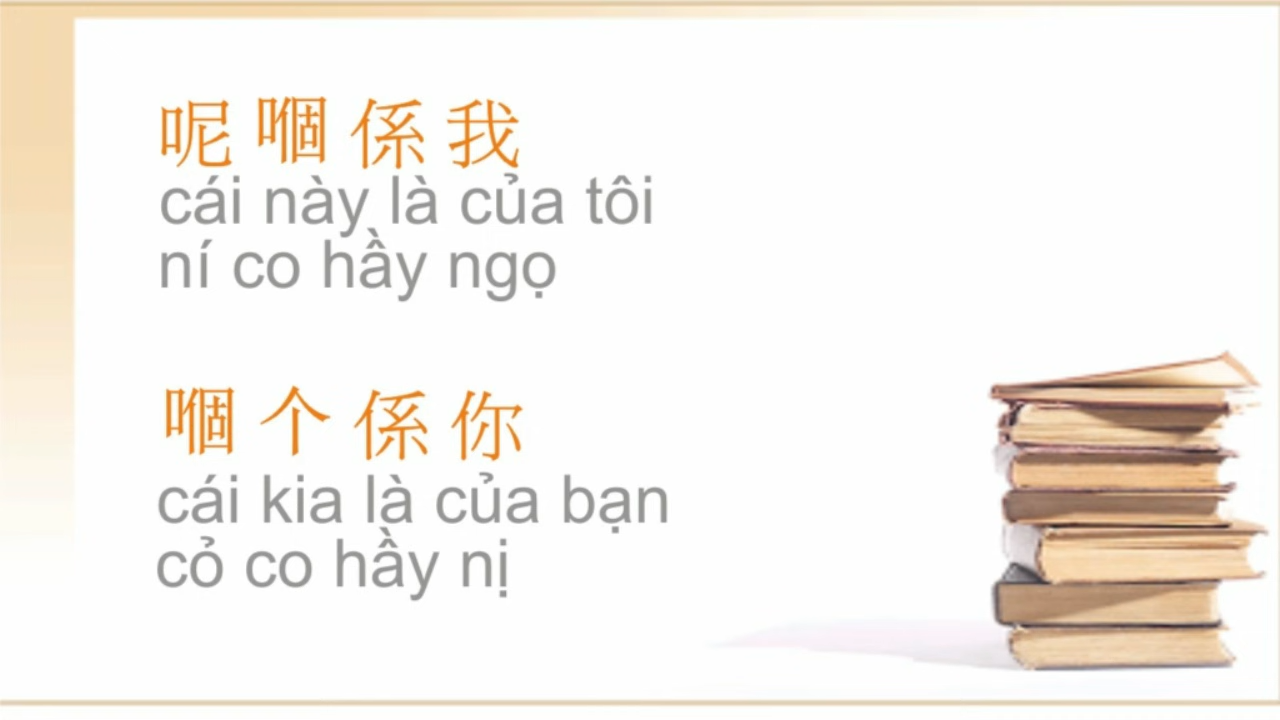 呢嗰係我
cái này là của tôi
ní co hầy ngọ
嗰个係你
cái kia là của bạn
cỏ co hầy nị